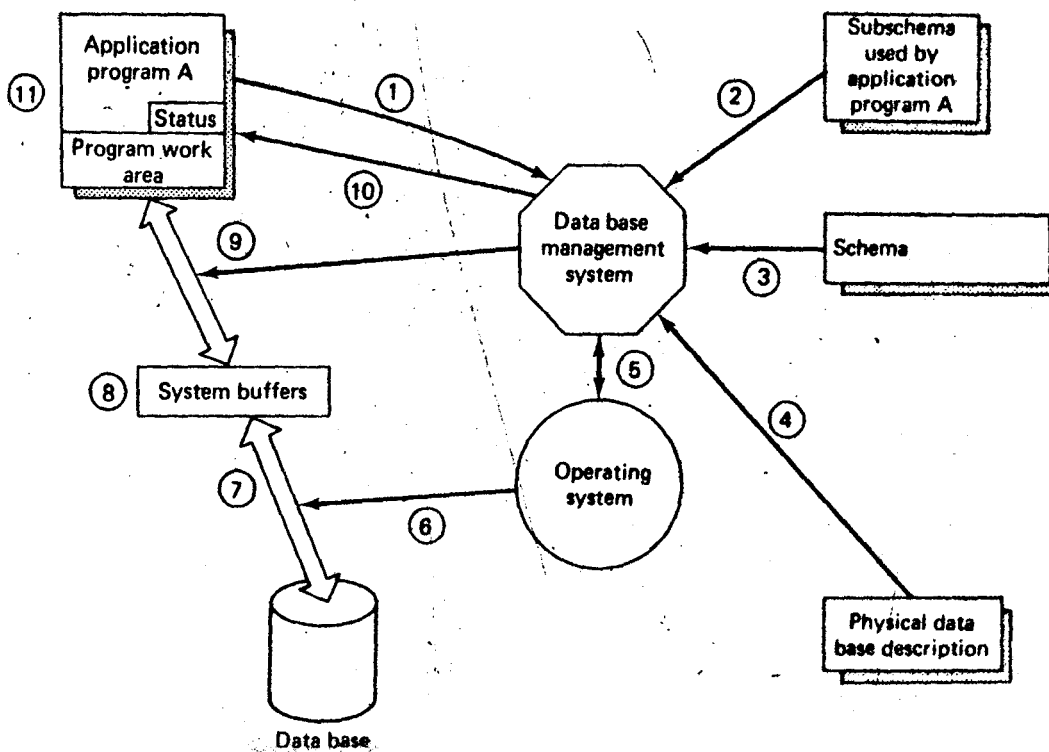 Application
program A
Status
Program work
area
11
1
10
9
Subschema
used by
application
program A
2
Data base
management
system
Schema
3
5
4
8
System buffers
7
Operating
system
6
Physical data
base description
Data base